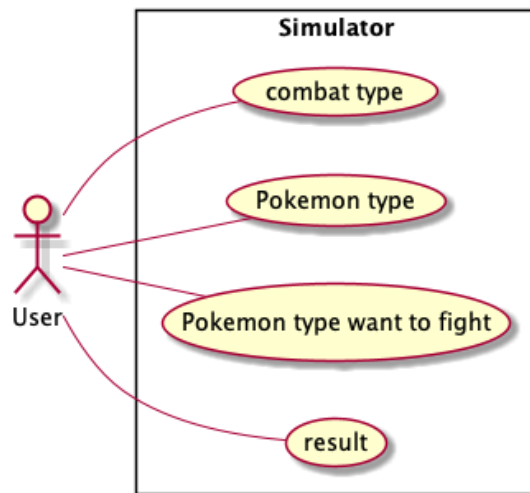 Simulator
combat type
Pokemon type
User
Pokemon type want to fight
result